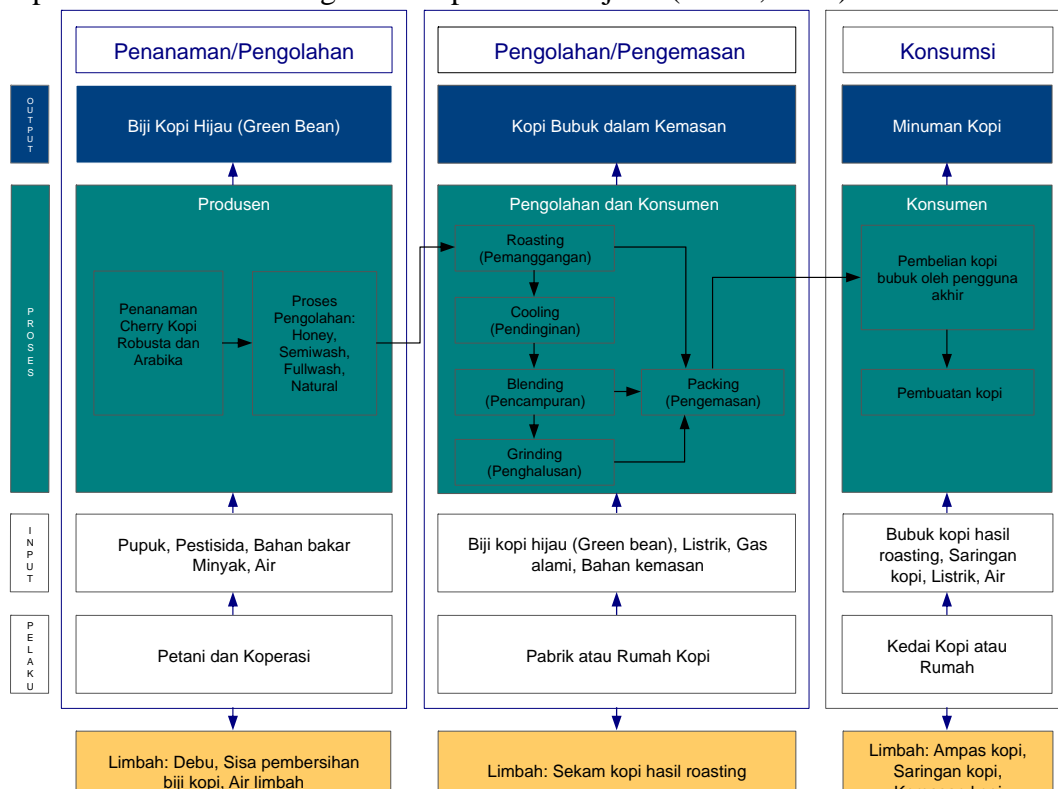 Penanaman/Pengolahan
Pengolahan/Pengemasan
Konsumsi
OUTPUT
Biji Kopi Hijau (Green Bean)
Kopi Bubuk dalam Kemasan
Minuman Kopi
PROSES
Produsen
Penanaman
Cherry Kopi
Robusta dan
Arabika
Proses
Pengolahan:
Honey,
Semiwash,
Fullwash,
Natural
Pengolahan dan Konsumen
Roasting
(Pemanggangan)
Cooling
(Pendinginan)
Blending
(Pencampuran)
Packing
(Pengemasan)
Grinding
(Penghalusan)
Konsumen
Pembelian kopi
bubuk oleh pengguna
akhir
Pembuatan kopi
INPUT
Pupuk, Pestisida, Bahan bakar
Minyak, Air
Biji kopi hijau (Green bean), Listrik, Gas
alami, Bahan kemasan
Bubuk kopi hasil
roasting, Saringan
kopi, Listrik, Air
PELAKU
Petani dan Koperasi
Pabrik atau Rumah Kopi
Kedai Kopi atau
Rumah
Limbah: Debu, Sisa pembersihan
biji kopi, Air limbah
Limbah: Sekam kopi hasil roasting
Limbah: Ampas kopi,
Saringan kopi,